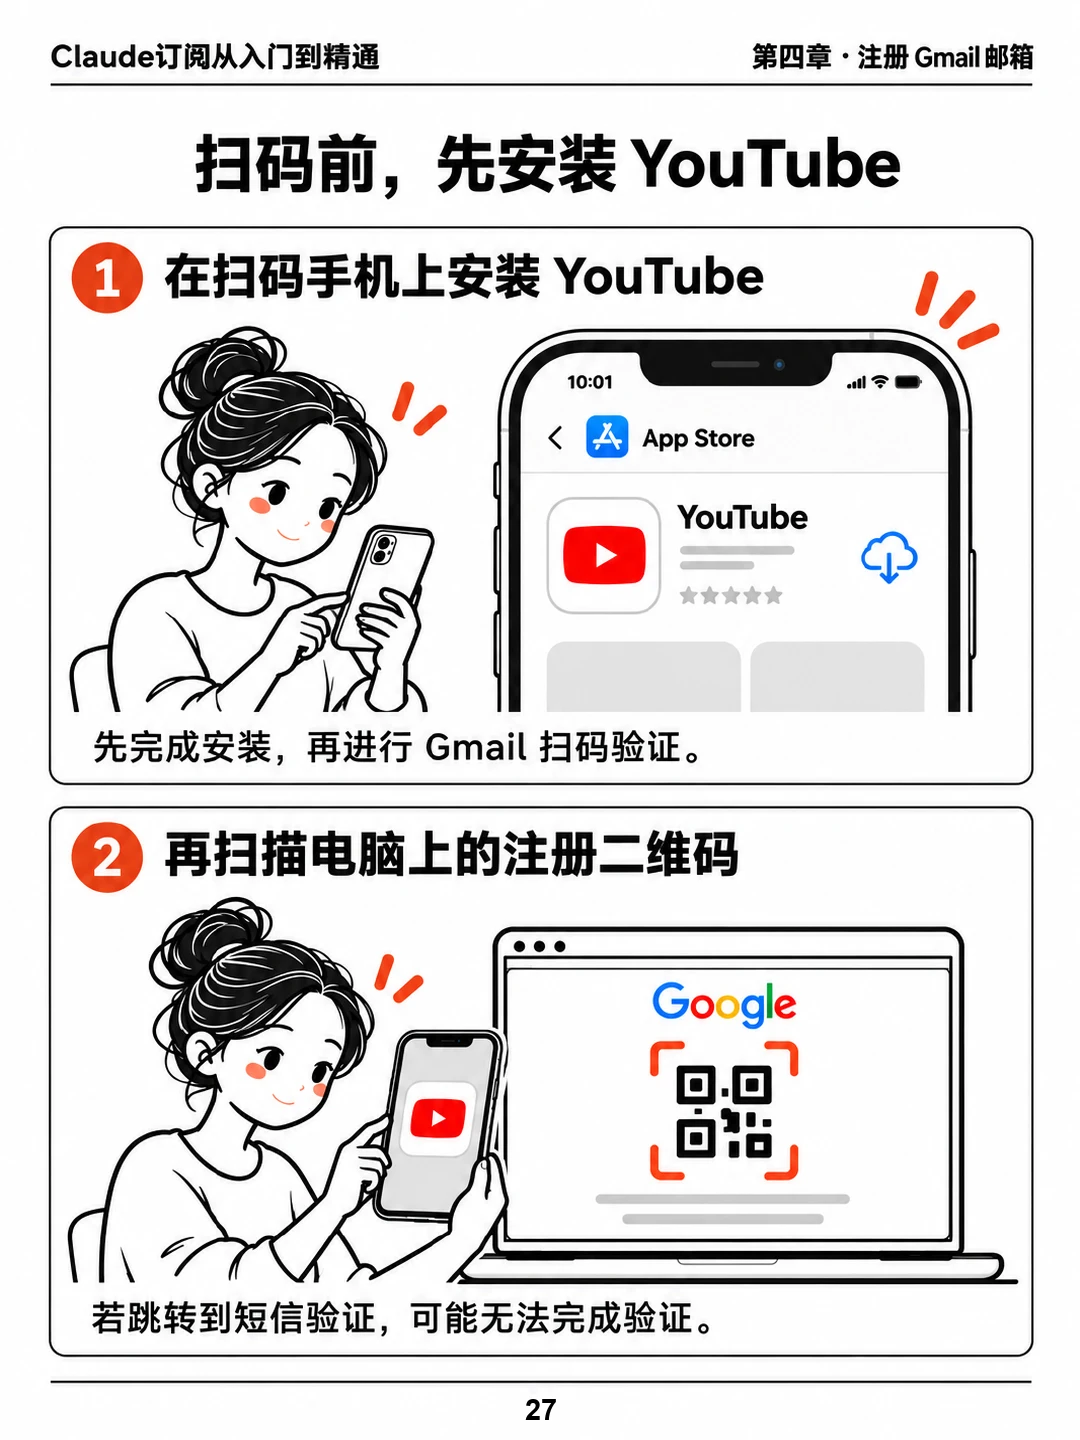 Claude订阅从入门到精通
第四章·注册 Gmail 邮箱
扫码前，先安装 YouTube
1 在扫码手机上安装 YouTube
10:01
App Store
YouTube
先完成安装，再进行 Gmail 扫码验证。
2 再扫描电脑上的注册二维码
Google
若跳转到短信验证，可能无法完成验证。
27